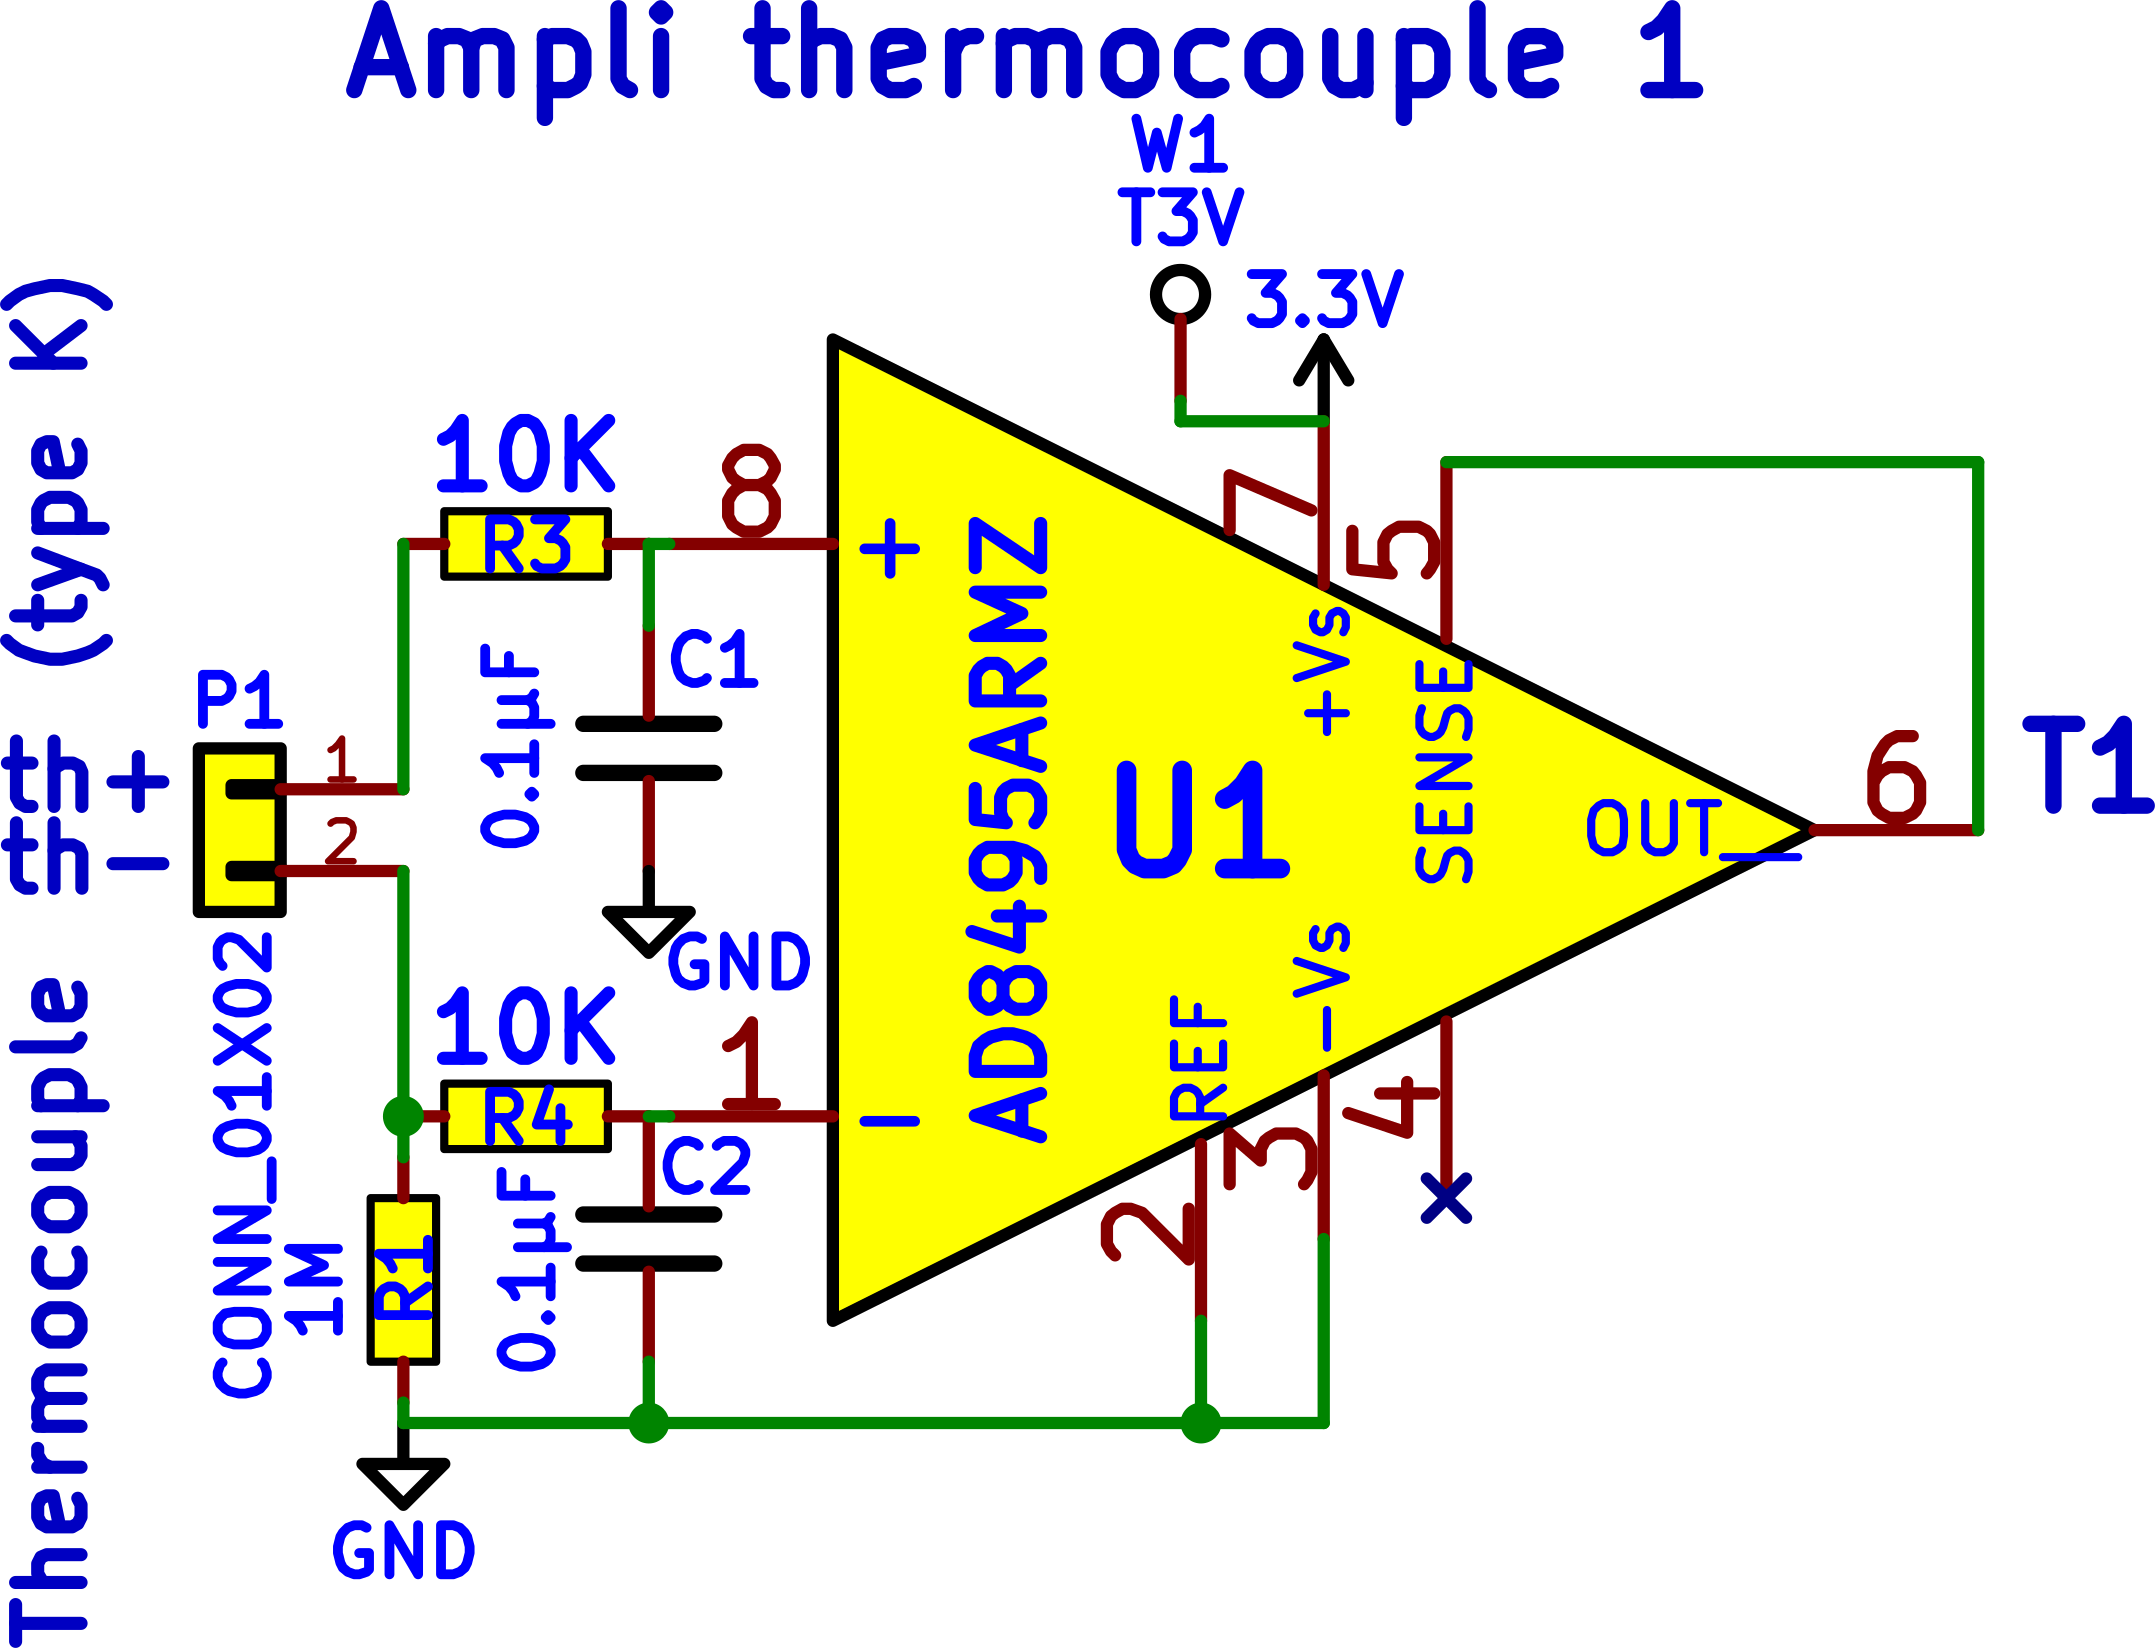 Ampli thermocouple 1
W1
T3V
3.3V
Thermocouple (type K)
th+
th-
P1
CONN_01X02
1
2
10K
R3
8
C1
0.1µF
GND
10K
R4
1
C2
0.1µF
1M
R1
GND
+
-
AD8495ARMZ
U1
7
+Vs
5
SENSE
OUT_
6
T1
REF
2
-Vs
3
4